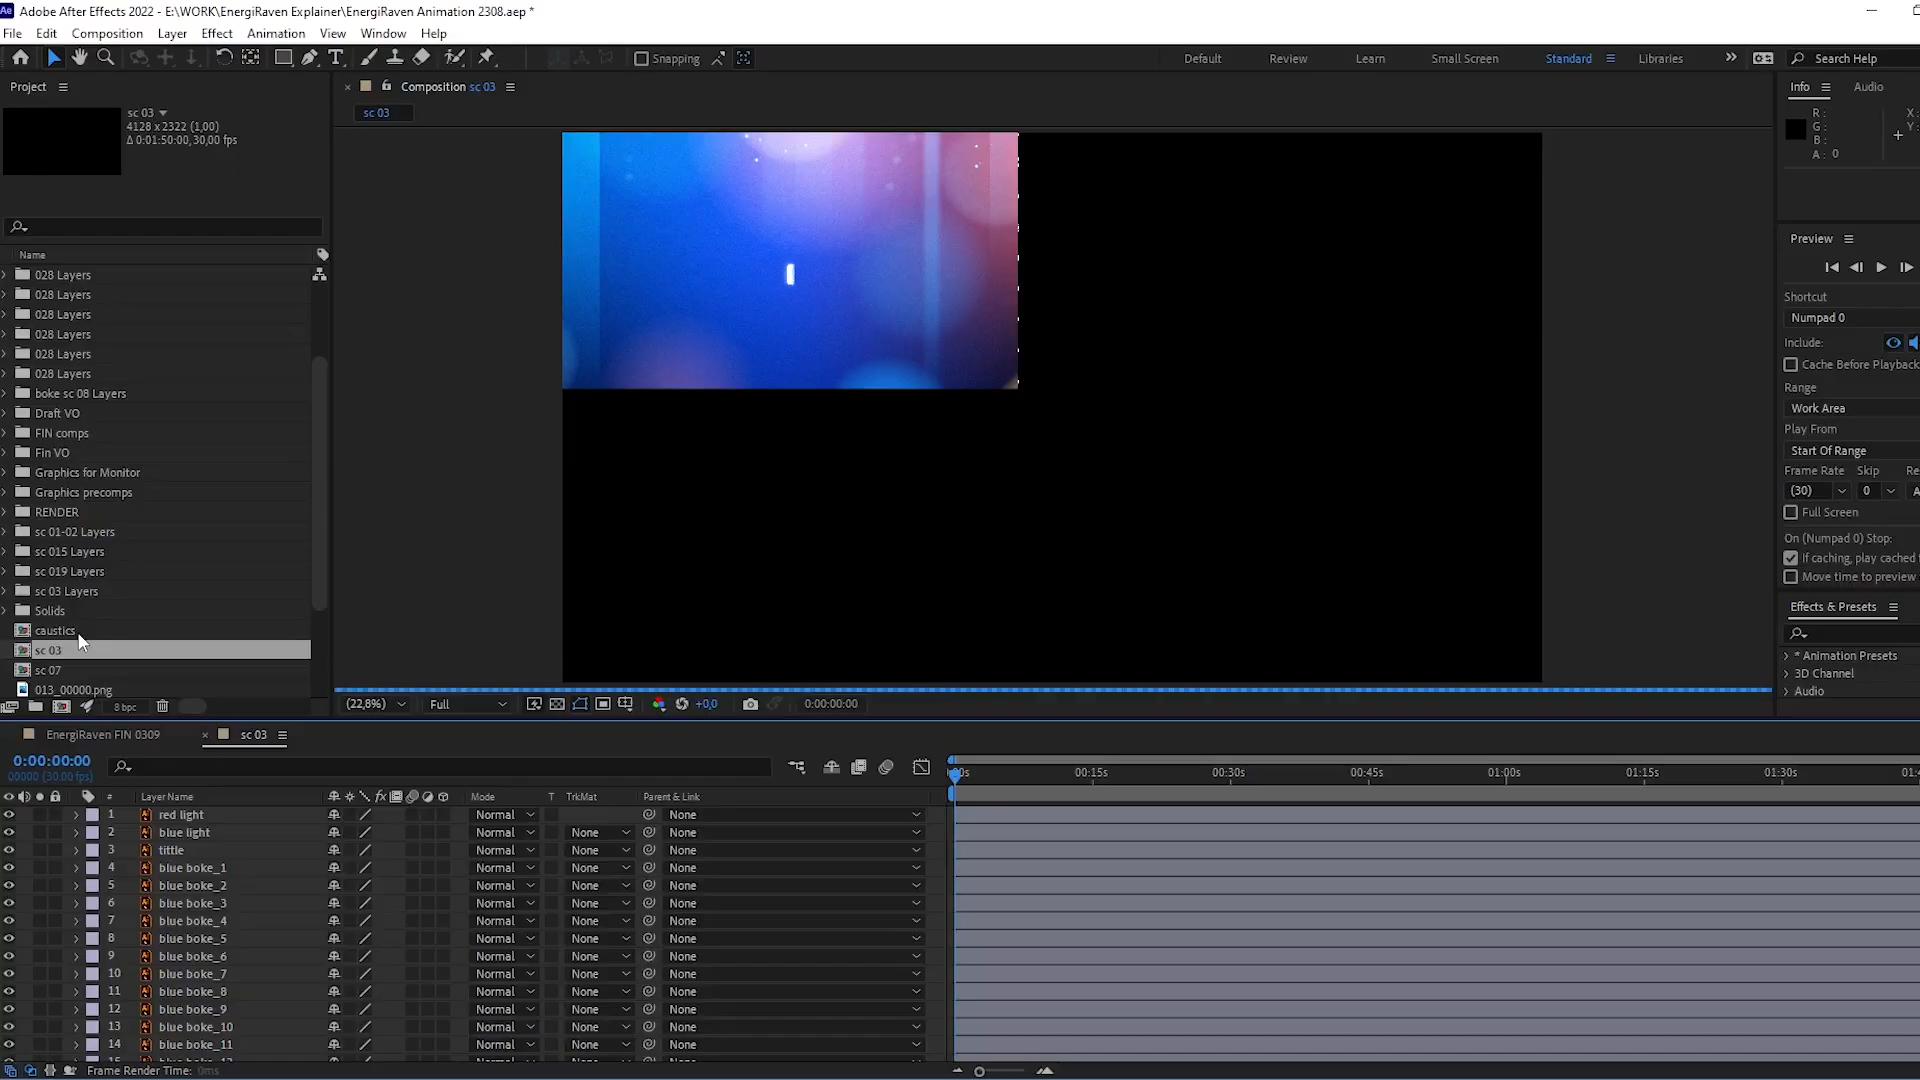 Adobe After Effects 2022 - E:\WORK\EnergiRaven Explainer\EnergiRaven Animation 2308.aep *
File Edit Composition Layer Effect Animation View Window Help
Snapping Default Review Learn Small Screen Standard Libraries Search Help
Project
Composition sc 03
Info Audio
sc 03
4128 x 2322 (1,00)
Δ 0:01:50:00, 30,00 fps
sc 03
R :
G :
B :
A : 0
X :
Y :
Name
028 Layers
028 Layers
028 Layers
028 Layers
028 Layers
028 Layers
boke sc 08 Layers
Draft VO
FIN comps
Fin VO
Graphics for Monitor
Graphics precomps
RENDER
sc 01-02 Layers
sc 015 Layers
sc 019 Layers
sc 03 Layers
Solids
caustics
sc 03
sc 07
013_00000.png
8 bpc
Preview
Shortcut
Numpad 0
Include:
Cache Before Playback
Range
Work Area
Play From
Start Of Range
Frame Rate Skip Re
(30) 0 A
Full Screen
On (Numpad 0) Stop:
If caching, play cached f
Move time to preview
Effects & Presets
* Animation Presets
3D Channel
Audio
(22,8%) Full +0,0 0:00:00:00
EnergiRaven FIN 0309 sc 03
0:00:00:00
00000 (30.00 fps)
00s 00:15s 00:30s 00:45s 01:00s 01:15s 01:30s 01:4
# Layer Name fx Mode T TrkMat Parent & Link
1 red light Normal None
2 blue light Normal None None
3 tittle Normal None None
4 blue boke_1 Normal None None
5 blue boke_2 Normal None None
6 blue boke_3 Normal None None
7 blue boke_4 Normal None None
8 blue boke_5 Normal None None
9 blue boke_6 Normal None None
10 blue boke_7 Normal None None
11 blue boke_8 Normal None None
12 blue boke_9 Normal None None
13 blue boke_10 Normal None None
14 blue boke_11 Normal None None
Frame Render Time: 0ms